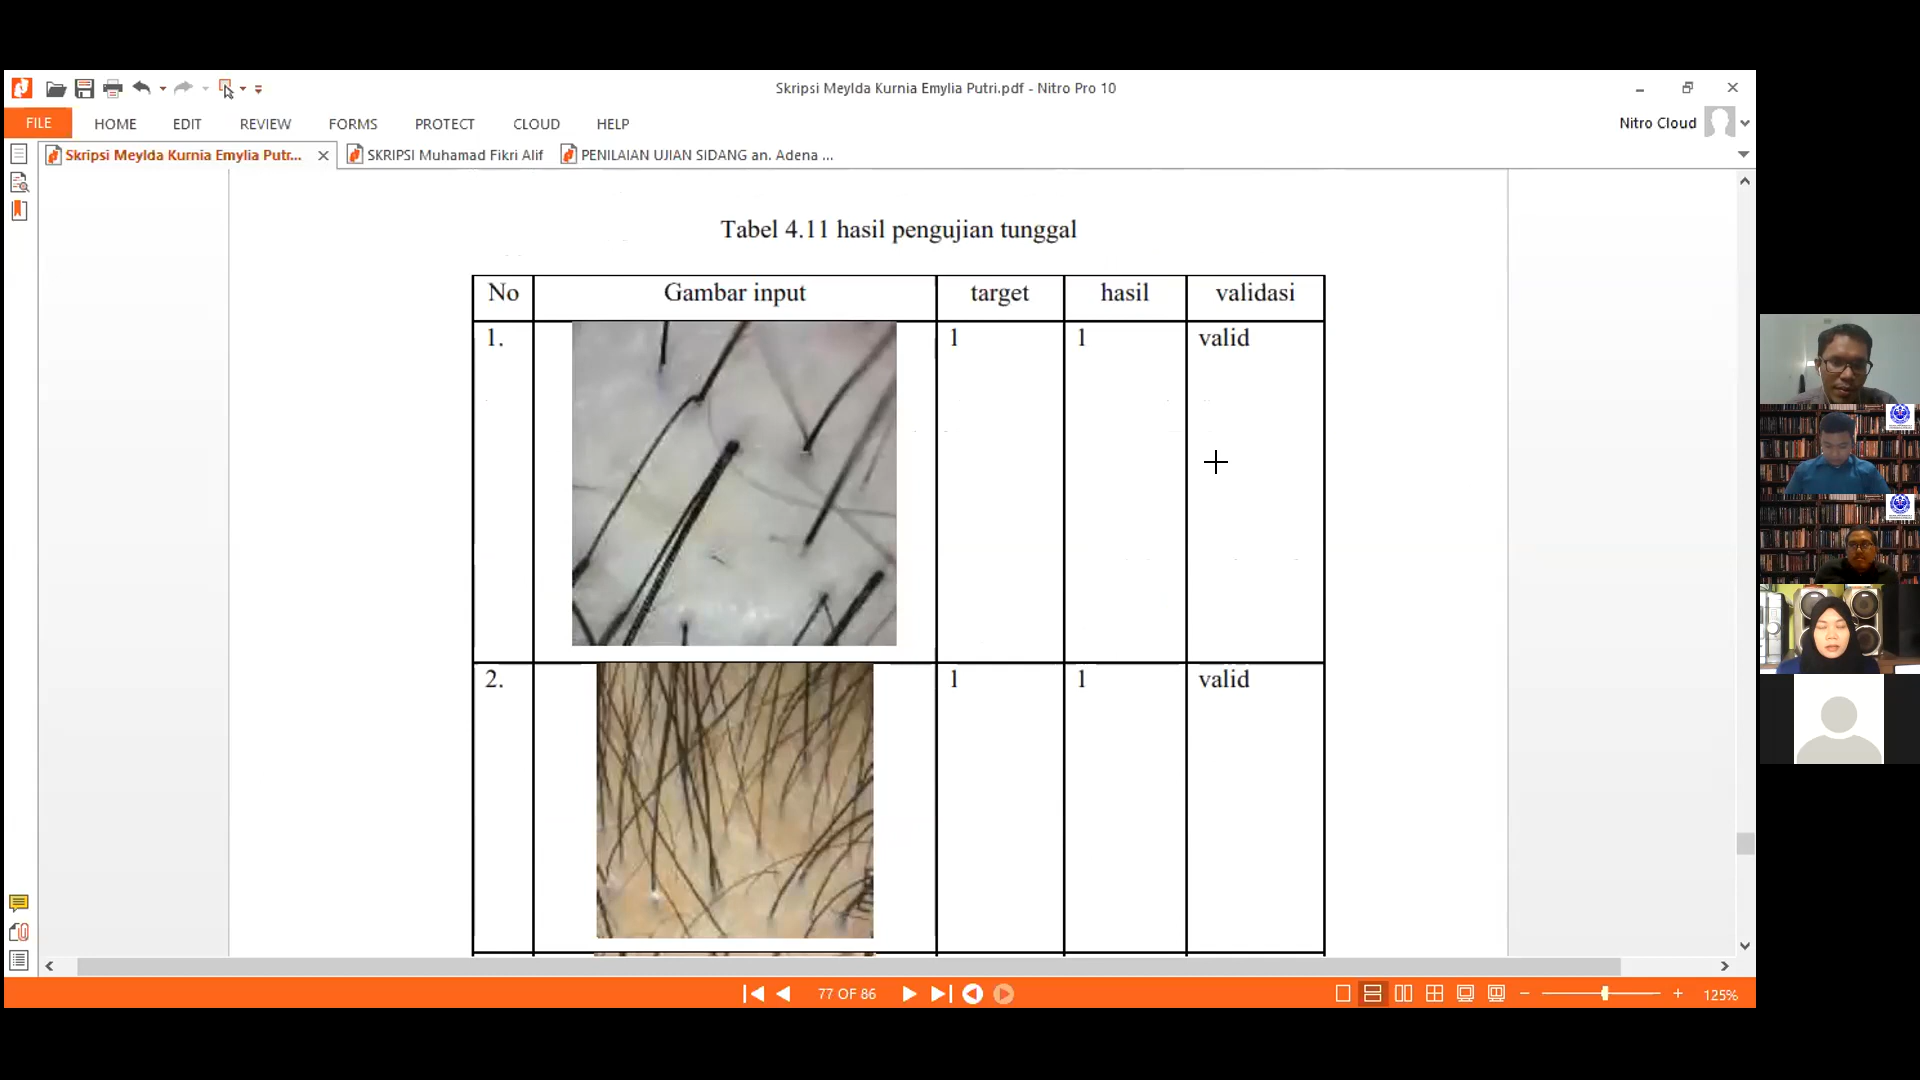 Skripsi Meylda Kurnia Emylia Putri.pdf - Nitro Pro 10
FILE HOME EDIT REVIEW FORMS PROTECT CLOUD HELP Nitro Cloud
Skripsi Meylda Kurnia Emylia Putr... SKRIPSI Muhamad Fikri Alif PENILAIAN UJIAN SIDANG an. Adena ...
Tabel 4.11 hasil pengujian tunggal
No Gambar input target hasil validasi
1. 1 1 valid
2. 1 1 valid
77 OF 86 125%